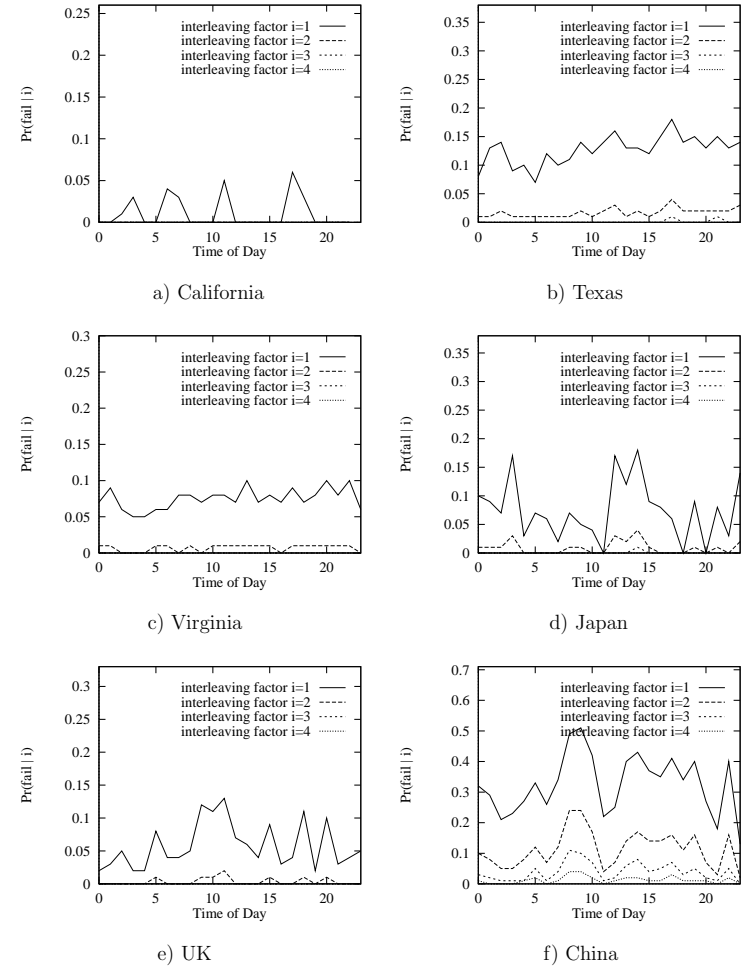 0.25
0.2
0.15
0.1
0.05
0
Pr(fail | i)
interleaving factor i=1
interleaving factor i=2
interleaving factor i=3
interleaving factor i=4
0 5 10 15 20
Time of Day
a) California
0.35
0.3
0.25
0.2
0.15
0.1
0.05
0
Pr(fail | i)
interleaving factor i=1
interleaving factor i=2
interleaving factor i=3
interleaving factor i=4
0 5 10 15 20
Time of Day
b) Texas
0.3
0.25
0.2
0.15
0.1
0.05
0
Pr(fail | i)
interleaving factor i=1
interleaving factor i=2
interleaving factor i=3
interleaving factor i=4
0 5 10 15 20
Time of Day
c) Virginia
0.35
0.3
0.25
0.2
0.15
0.1
0.05
0
Pr(fail | i)
interleaving factor i=1
interleaving factor i=2
interleaving factor i=3
interleaving factor i=4
0 5 10 15 20
Time of Day
d) Japan
0.3
0.25
0.2
0.15
0.1
0.05
0
Pr(fail | i)
interleaving factor i=1
interleaving factor i=2
interleaving factor i=3
interleaving factor i=4
0 5 10 15 20
Time of Day
e) UK
0.7
0.6
0.5
0.4
0.3
0.2
0.1
0
Pr(fail | i)
interleaving factor i=1
interleaving factor i=2
interleaving factor i=3
interleaving factor i=4
0 5 10 15 20
Time of Day
f) China